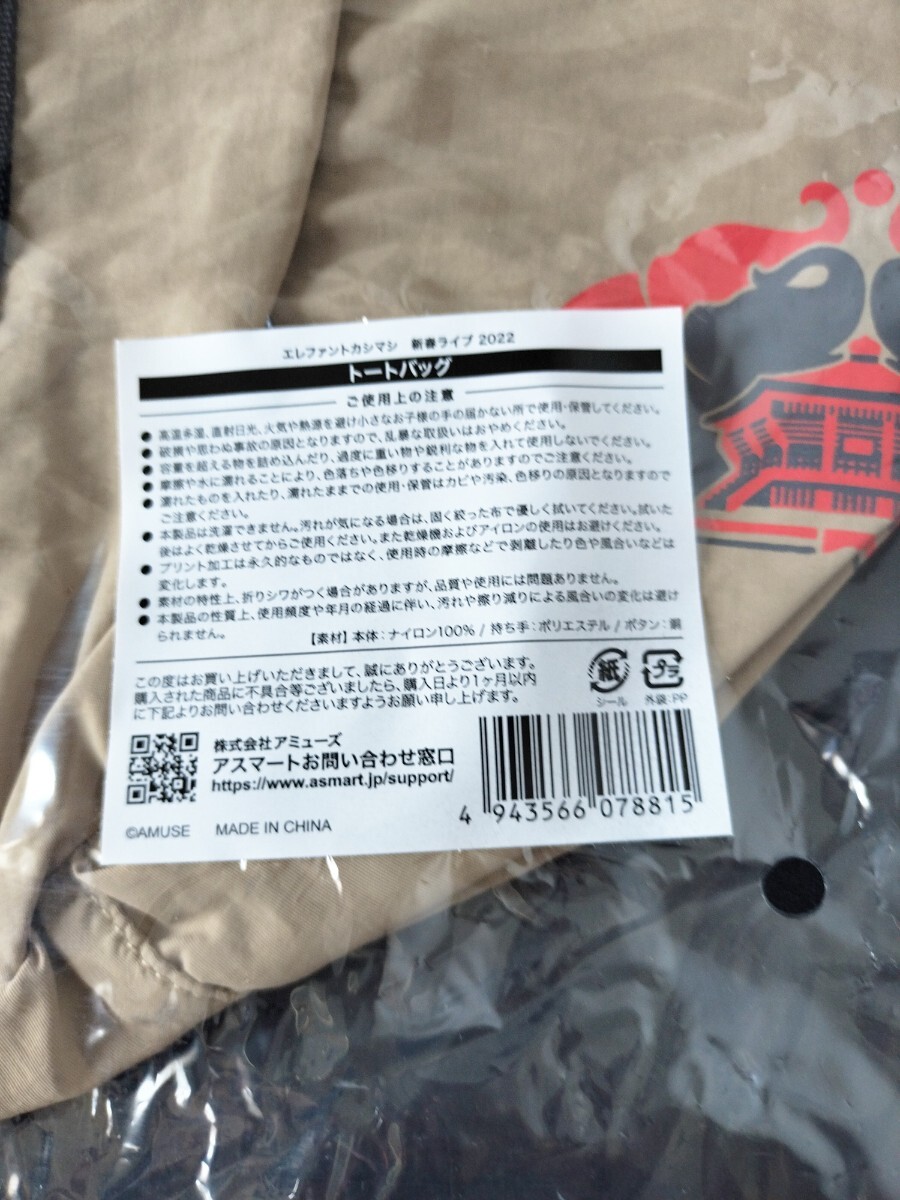 エレファントカシマシ 新春ライブ 2022
トートバッグ
ご使用上の注意
● 高温多湿、直射日光、火気や熱源を避け小さなお子様の手の届かない所で使用・保管してください。
● 破損や思わぬ事故の原因となりますので、乱暴な取扱いはおやめください。
● 容量を超える物を詰め込んだり、過度に重い物や鋭利な物を入れて使用しないでください。
● 摩擦や水に濡れることにより、色落ちや色移りすることがありますのでご注意ください。
● 濡れたものを入れたり、濡れたままでの使用・保管はカビや汚染、色移りの原因となりますので
ご注意ください。
● 本製品は洗濯できません。汚れが気になる場合は、固く絞った布で優しく拭いてください。拭いた
後はよく乾燥させてからご使用ください。また乾燥機およびアイロンの使用はお避けください。
● プリント加工は永久的なものではなく、使用時の摩擦などで剥離したり色や風合いなどは
変化します。
● 素材の特性上、折りシワがつく場合がありますが、品質や使用には問題ありません。
● 本製品の性質上、使用頻度や年月の経過に伴い、汚れや擦り減りによる風合いの変化は避け
られません。
【素材】本体：ナイロン100% / 持ち手：ポリエステル / ボタン：銅
この度はお買い上げいただきまして、誠にありがとうございます。
購入された商品に不具合等ございましたら、購入日より1ヶ月以内
に下記よりお問い合わせくださいますようお願い申し上げます。
紙
シール
プラ
外袋:PP
株式会社アミューズ
アスマートお問い合わせ窓口
https://www.asmart.jp/support/
4 943566 078815
©AMUSE MADE IN CHINA